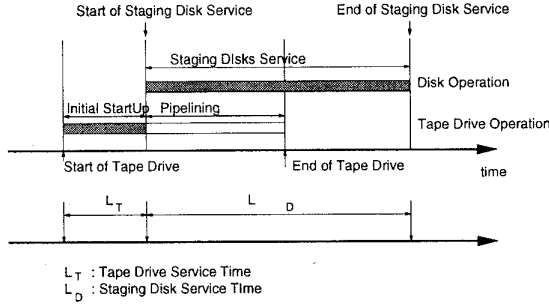 Start of Staging Disk Service
End of Staging Disk Service
Staging DIsks Service
Disk Operation
Initial StartUp
Pipelining
Tape Drive Operation
Start of Tape Drive
End of Tape Drive
time
L T
L D
L T : Tape Drive Service Time
L D : Staging Disk Service TIme